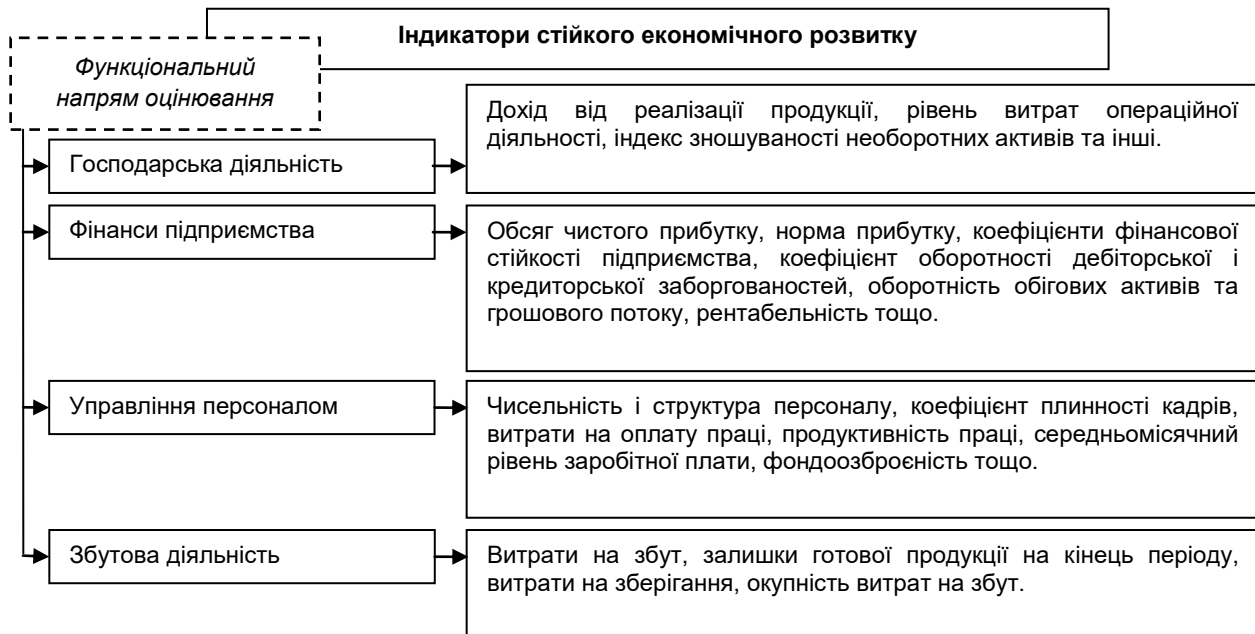 Індикатори стійкого економічного розвитку
Функціональний
напрям оцінювання
Господарська діяльність
Дохід від реалізації продукції, рівень витрат операційної
діяльності, індекс зношуваності необоротних активів та інші.
Фінанси підприємства
Обсяг чистого прибутку, норма прибутку, коефіцієнти фінансової
стійкості підприємства, коефіцієнт оборотності дебіторської і
кредиторської заборгованостей, оборотність обігових активів та
грошового потоку, рентабельність тощо.
Управління персоналом
Чисельність і структура персоналу, коефіцієнт плинності кадрів,
витрати на оплату праці, продуктивність праці, середньомісячний
рівень заробітної плати, фондоозброєність тощо.
Збутова діяльність
Витрати на збут, залишки готової продукції на кінець періоду,
витрати на зберігання, окупність витрат на збут.